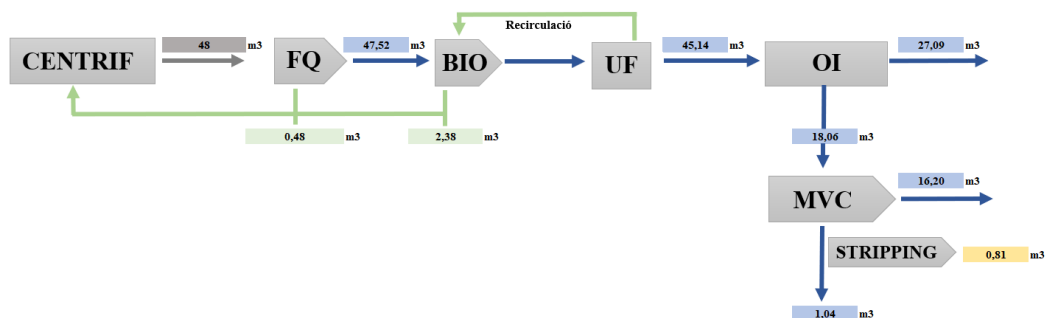 Recirculació
48 m3
47,52 m3
45,14 m3
27,09 m3
CENTRIF
FQ
BIO
UF
OI
0,48 m3
2,38 m3
18,06 m3
16,20 m3
MVC
STRIPPING
0,81 m3
1,04 m3